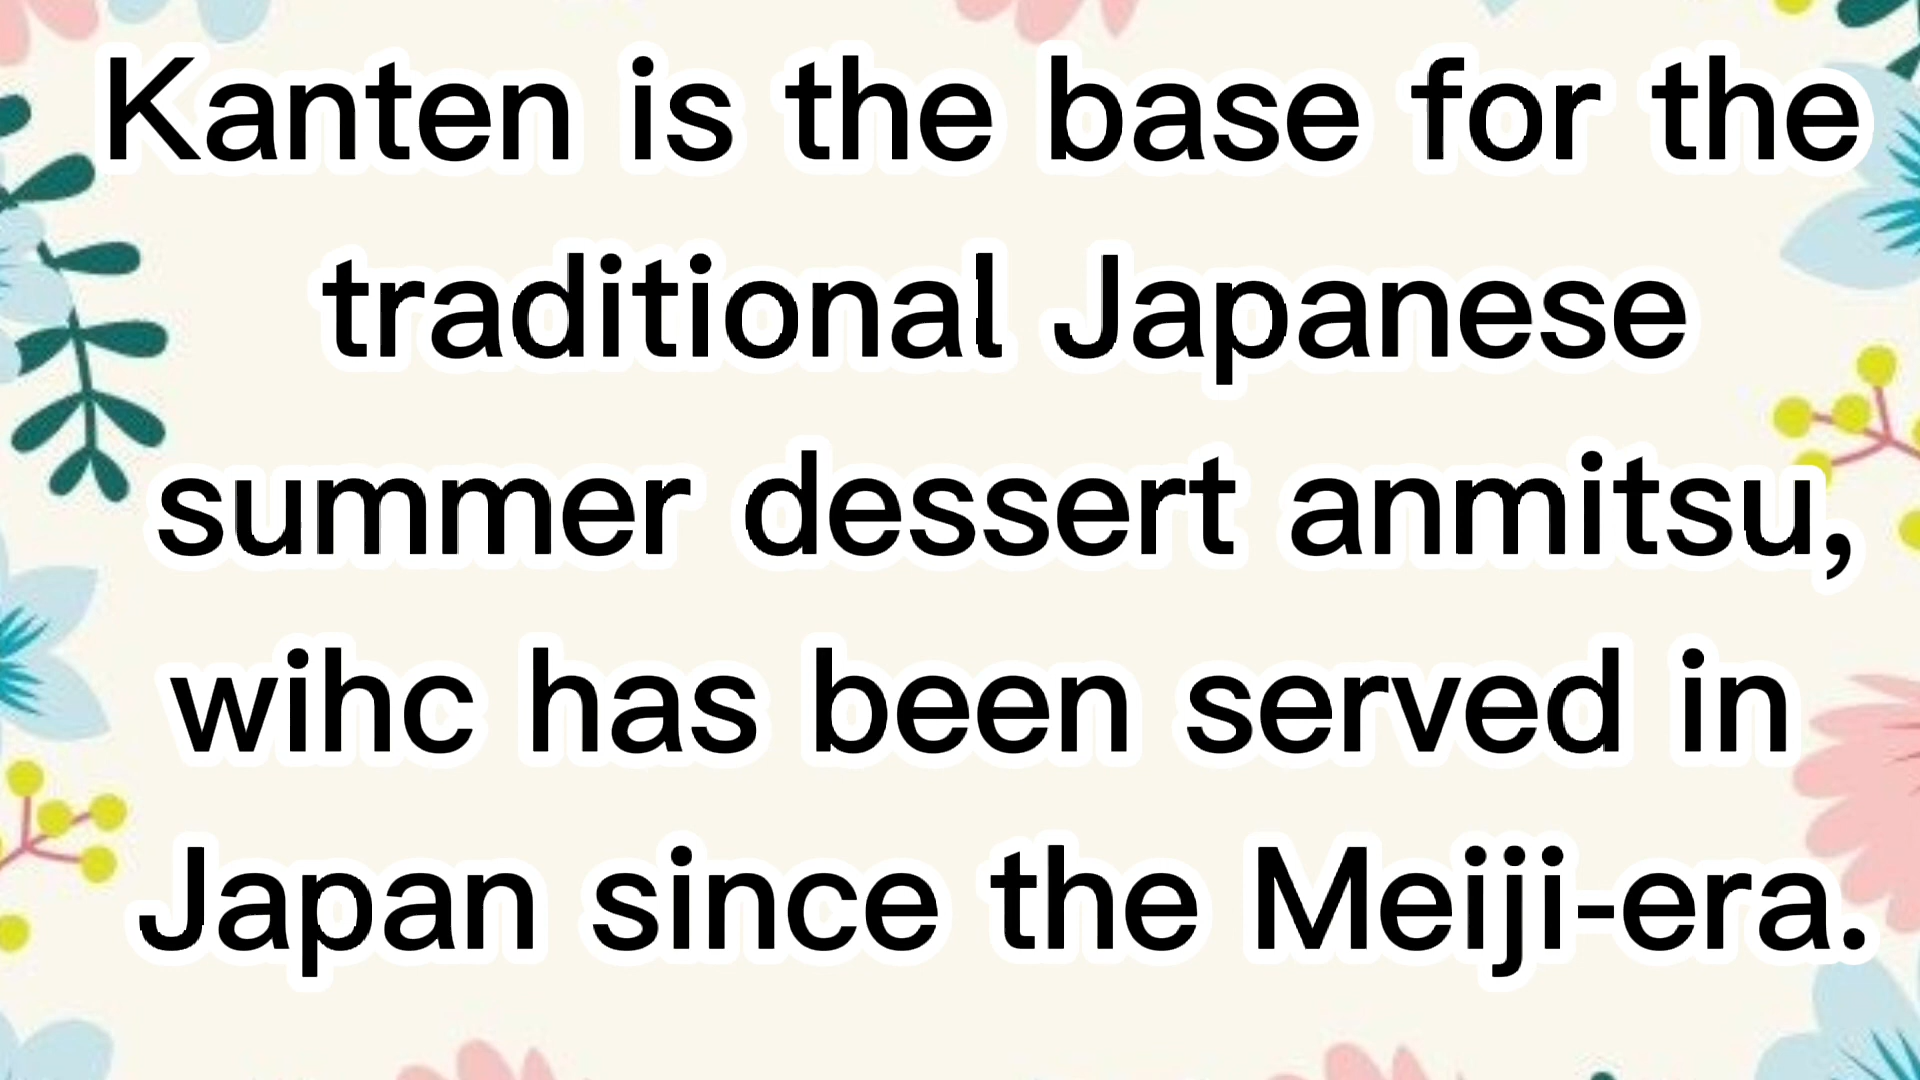 Kanten is the base for the
traditional Japanese
summer dessert anmitsu,
wihc has been served in
Japan since the Meiji-era.